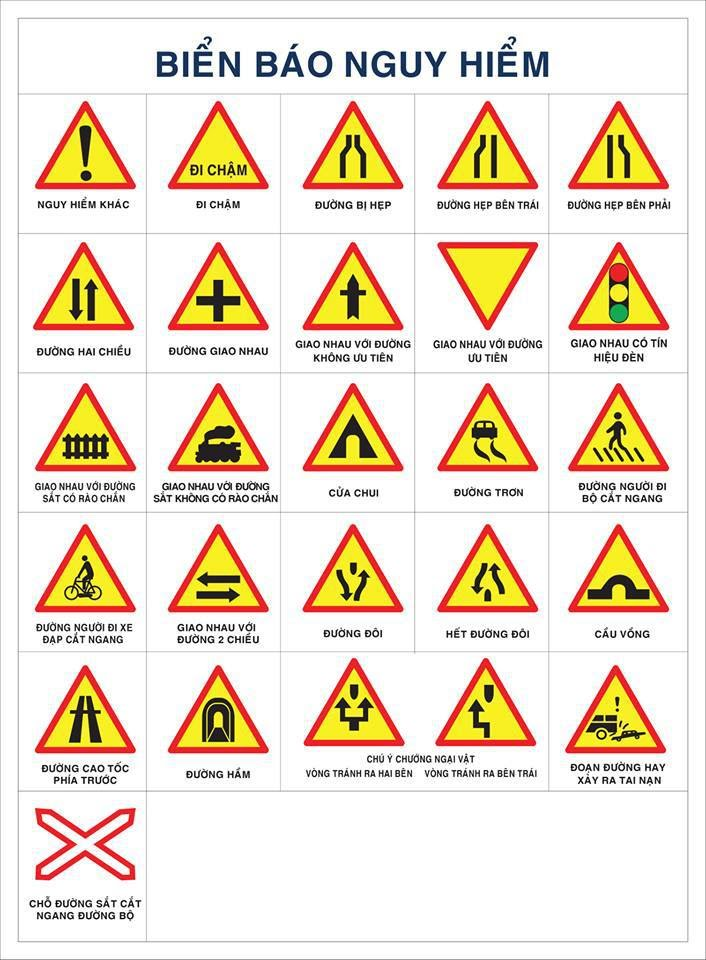 BIỂN BÁO NGUY HIỂM
ĐI CHẬM
NGUY HIỂM KHÁC
ĐI CHẬM
ĐƯỜNG BỊ HẸP
ĐƯỜNG HẸP BÊN TRÁI
ĐƯỜNG HẸP BÊN PHẢI
ĐƯỜNG HAI CHIỀU
ĐƯỜNG GIAO NHAU
GIAO NHAU VỚI ĐƯỜNG
KHÔNG ƯU TIÊN
GIAO NHAU VỚI ĐƯỜNG
ƯU TIÊN
GIAO NHAU CÓ TÍN
HIỆU ĐÈN
GIAO NHAU VỚI ĐƯỜNG
SẮT CÓ RÀO CHẮN
GIAO NHAU VỚI ĐƯỜNG
SẮT KHÔNG CÓ RÀO CHẮN
CỬA CHUI
ĐƯỜNG TRƠN
ĐƯỜNG NGƯỜI ĐI
BỘ CẮT NGANG
ĐƯỜNG NGƯỜI ĐI XE
ĐẠP CẮT NGANG
GIAO NHAU VỚI
ĐƯỜNG 2 CHIỀU
ĐƯỜNG ĐÔI
HẾT ĐƯỜNG ĐÔI
CẦU VỒNG
ĐƯỜNG CAO TỐC
PHÍA TRƯỚC
ĐƯỜNG HẦM
CHÚ Ý CHƯỚNG NGẠI VẬT
VÒNG TRÁNH RA HAI BÊN
VÒNG TRÁNH RA BÊN TRÁI
ĐOẠN ĐƯỜNG HAY
XẢY RA TAI NẠN
CHỖ ĐƯỜNG SẮT CẮT
NGANG ĐƯỜNG BỘ